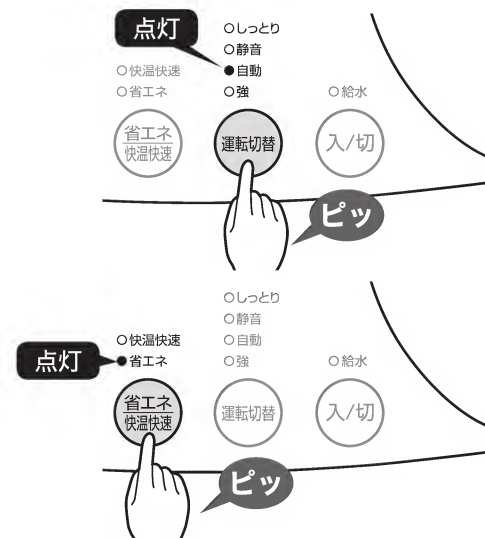 点灯
○しっとり
○静音
○快温快速
●自動
○省エネ
○強
○給水
省エネ
快温快速
運転切替
入/切
ピッ
○しっとり
○静音
○快温快速
○自動
点灯
●省エネ
○強
○給水
省エネ
快温快速
運転切替
入/切
ピッ